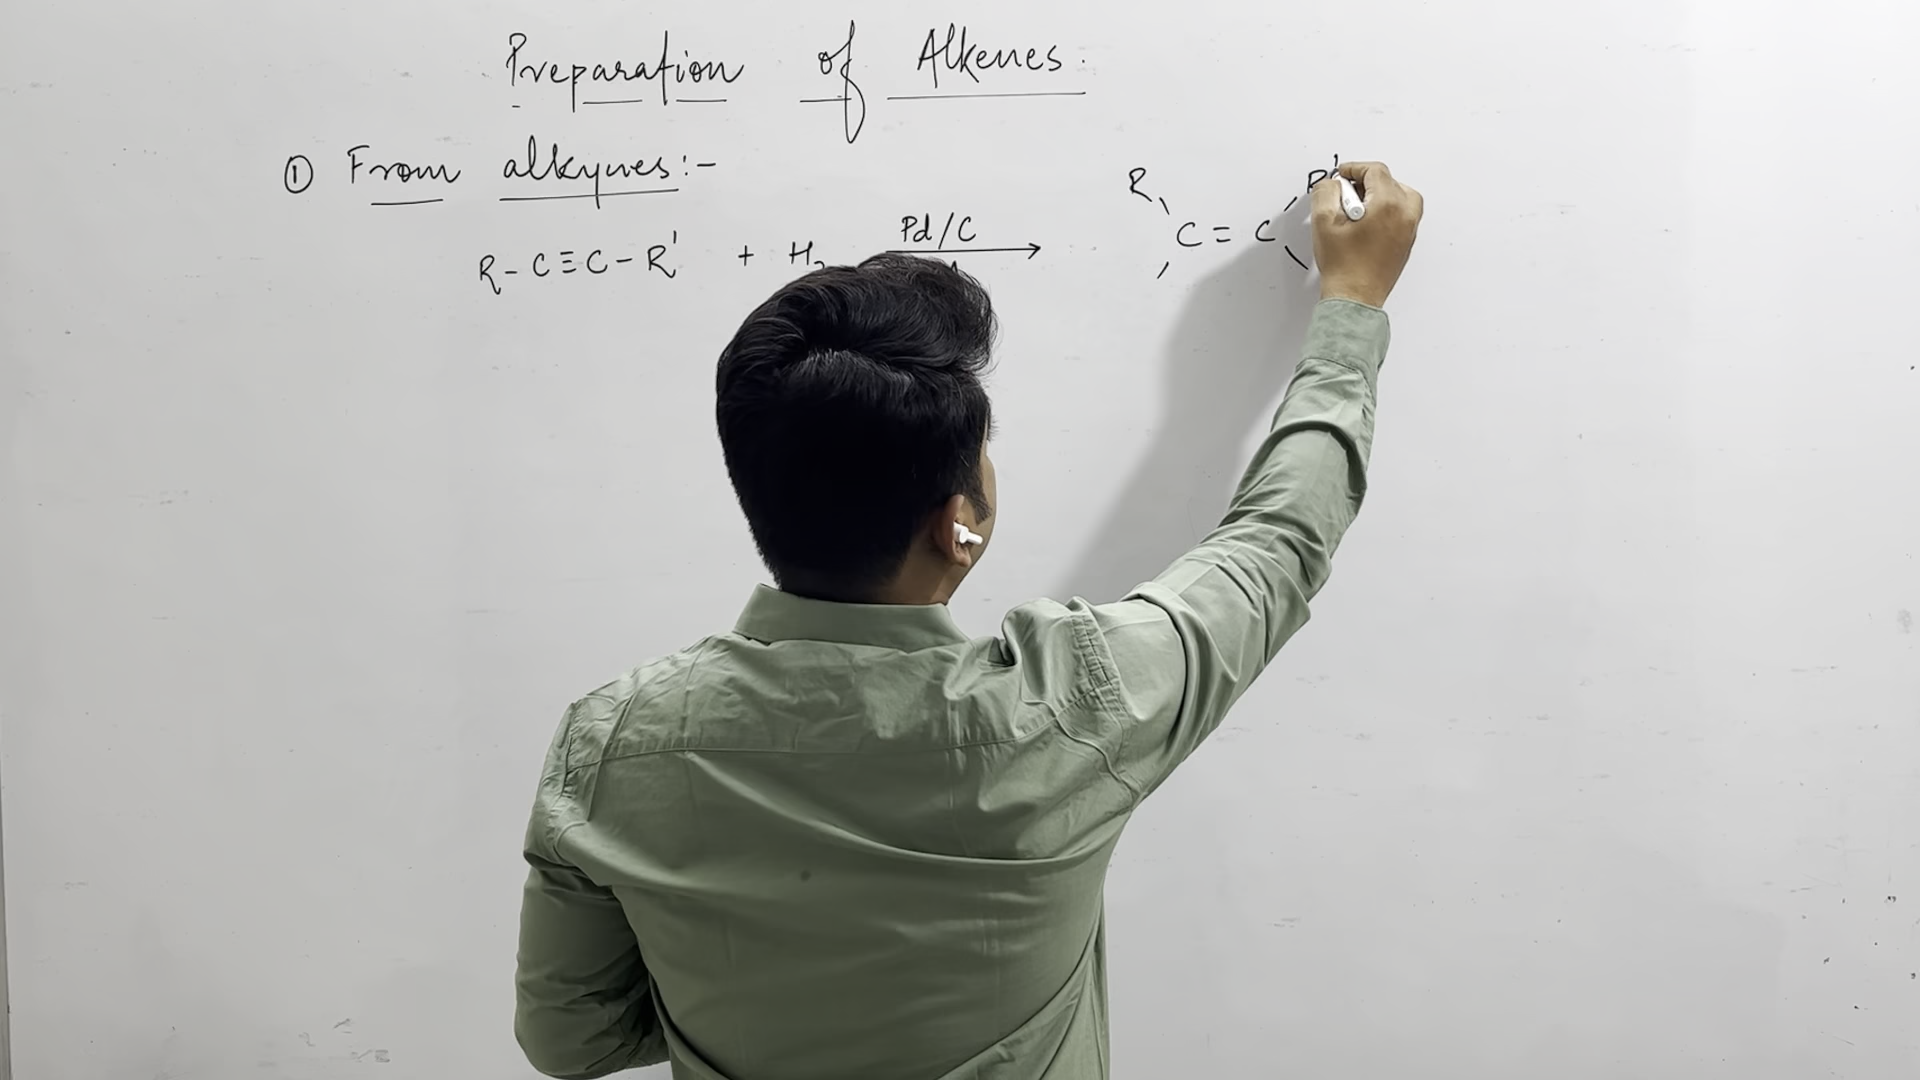 Preparation of Alkenes.
① From alkynes:-
R-C≡C-R' + H₂ Pd/C
R R'
C=C